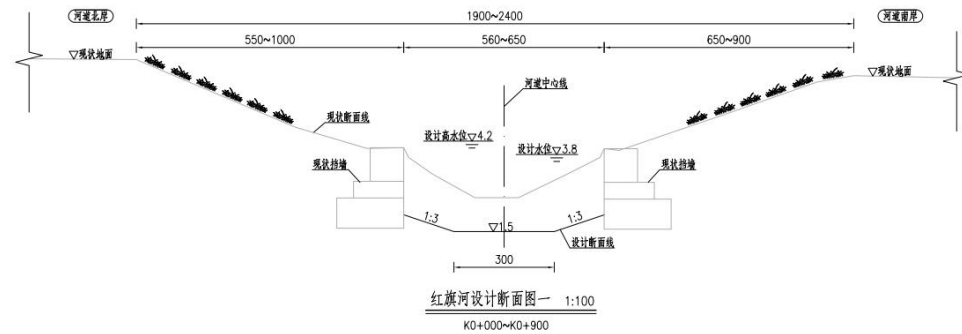 河道北岸
1900~2400
河道南岸
550~1000
560~650
650~900
▽现状地面
▽现状地面
河道中心线
现状断面线
设计高水位▽4.2
设计水位▽3.8
现状挡墙
现状挡墙
1:3
1:3
▽1.5
设计断面线
300
红旗河设计断面图一 1:100
K0+000~K0+900